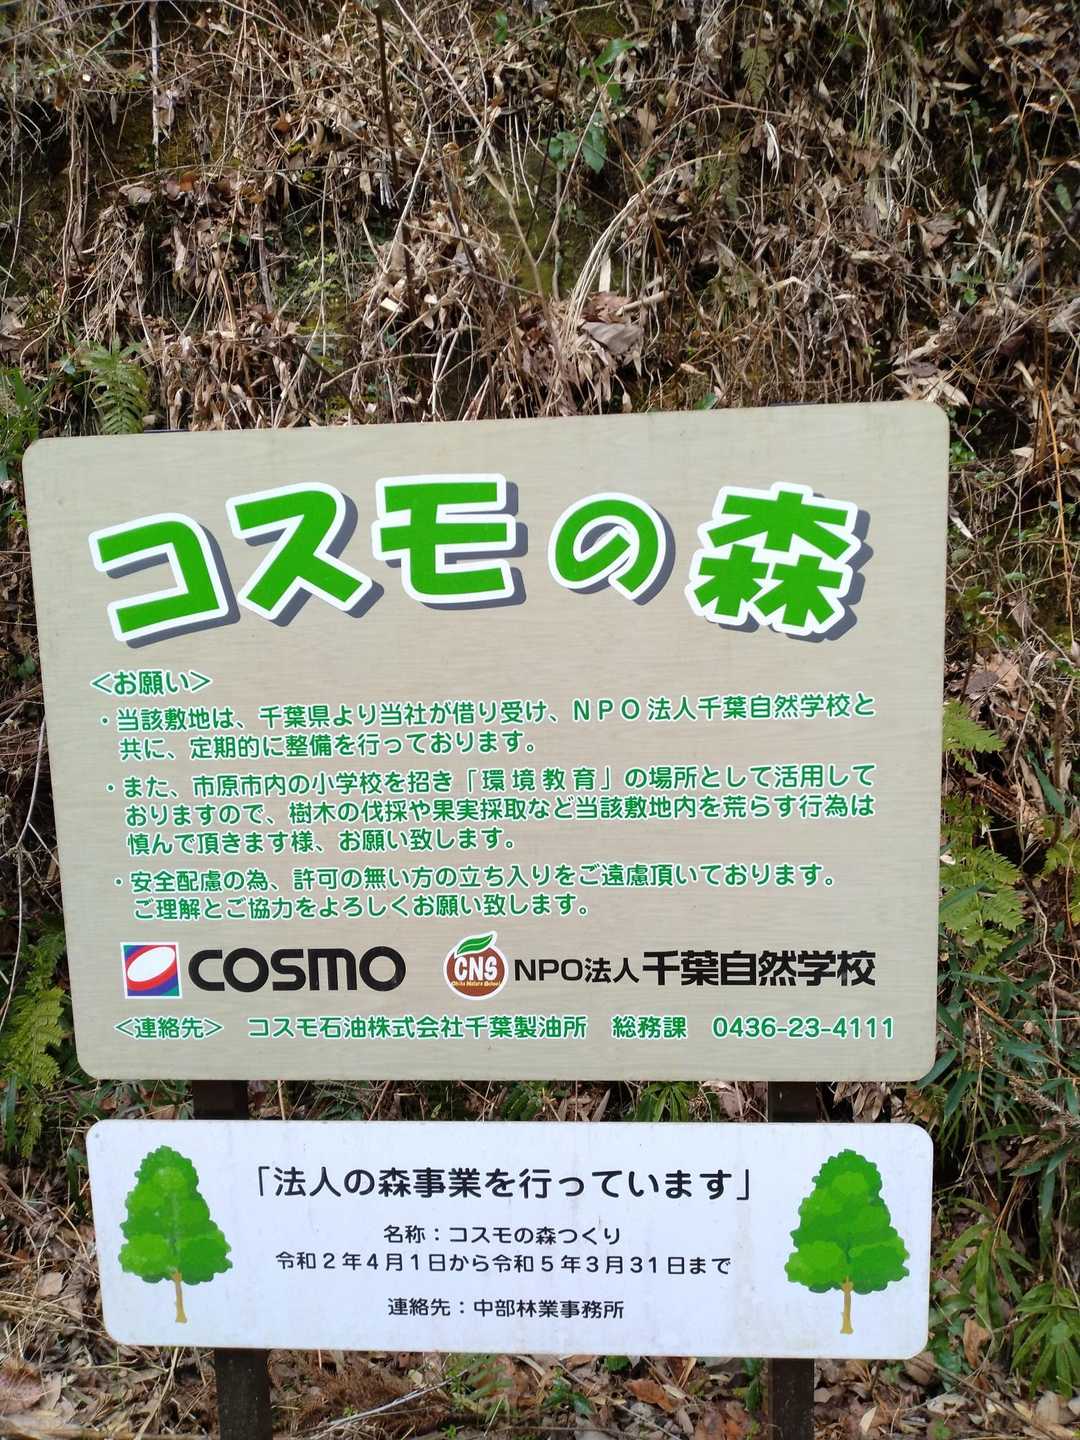 コスモの森
＜お願い＞
・当該敷地は、千葉県より当社が借り受け、NPO法人千葉自然学校と
共に、定期的に整備を行っております。
・また、市原市内の小学校を招き「環境教育」の場所として活用して
おりますので、樹木の伐採や果実採取など当該敷地内を荒らす行為は
慎んで頂きます様、お願い致します。
・安全配慮の為、許可の無い方の立ち入りをご遠慮頂いております。
ご理解とご協力をよろしくお願い致します。
COSMO
CNS
Chiba Nature School
NPO法人千葉自然学校
＜連絡先＞ コスモ石油株式会社千葉製油所 総務課 0436-23-4111
「法人の森事業を行っています」
名称：コスモの森つくり
令和2年4月1日から令和5年3月31日まで
連絡先：中部林業事務所